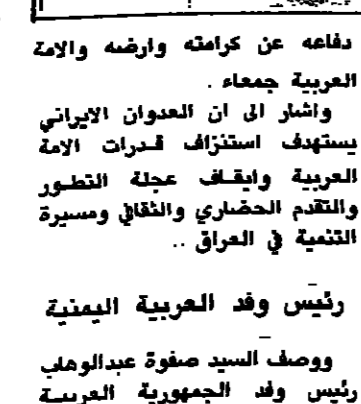 دفاعه عن كرامته وارضه والامة
العربية جمعاء .
واشار الى ان العدوان الايراني
يستهدف استنزاف قدرات الامة
العربية وايقاف عجلة التطور
والتقدم الحضاري والثقافي ومسيرة
التنمية في العراق ..
رئيس وفد العربية اليمنية
ووصف السيد صفوة عبدالوهاب
رئيس وفد الجمهورية العربية